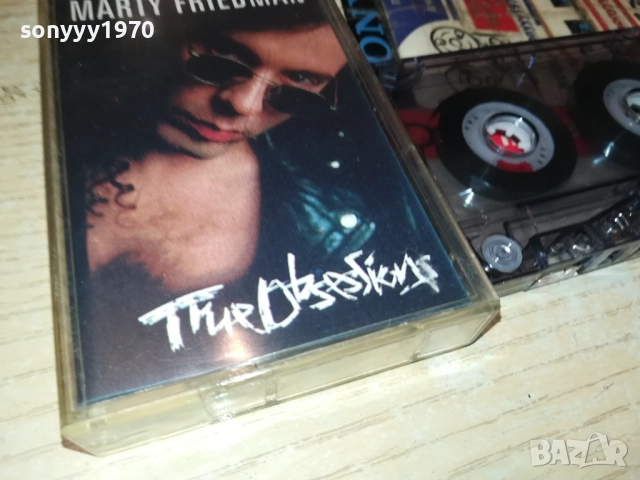 MARTY FRIEDMAN
sonyyy1970
True Obsessions
BAZAR